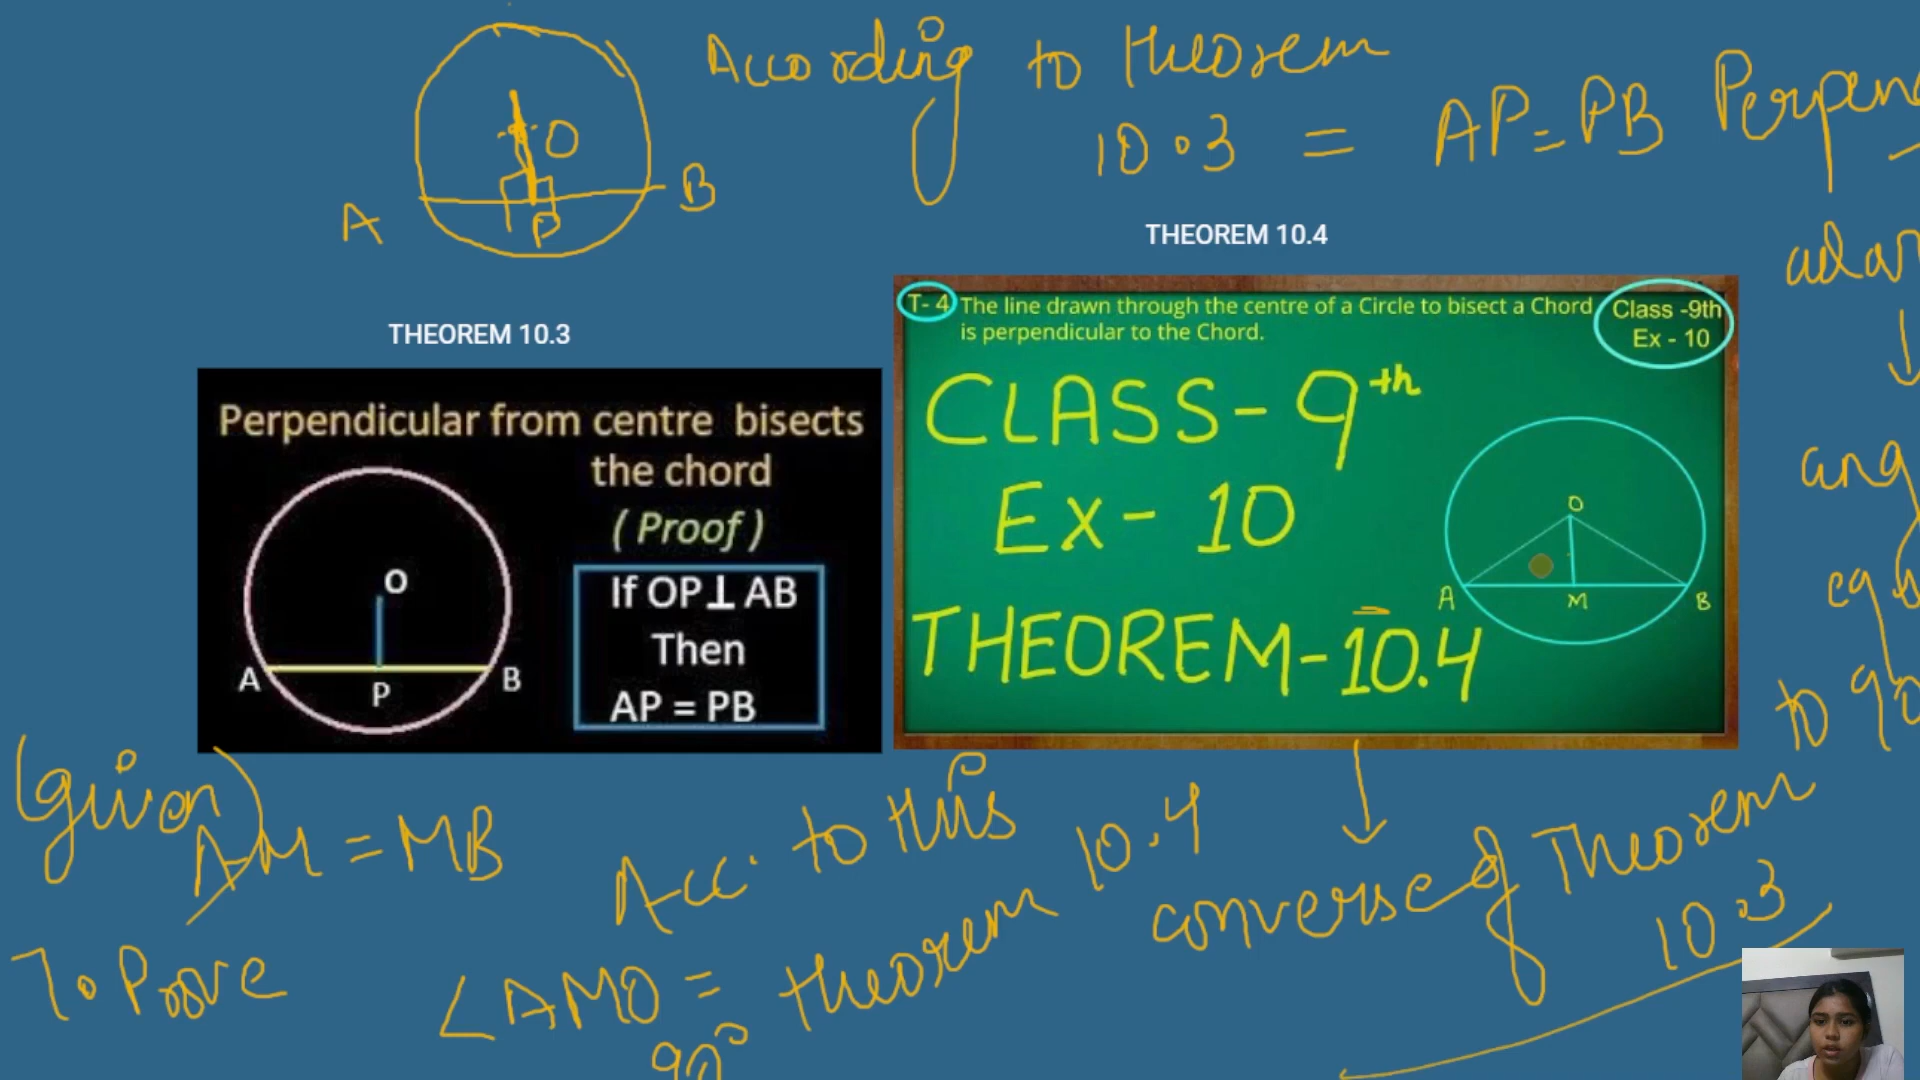 According to theorem
10.3 = AP=PB
O
A
B
P
THEOREM 10.3
Perpendicular from centre bisects
the chord
(Proof)
If OP⊥AB
Then
AP = PB
O
A
P
B
THEOREM 10.4
T- 4 The line drawn through the centre of a Circle to bisect a Chord
is perpendicular to the Chord.
Class -9th
Ex - 10
CLASS- 9th
Ex- 10
THEOREM-10.4
O
A
M
B
to 90
(given)
AM = MB
To Prove
∠AMO =
90°
Acc. to this
theorem 10.4
converse of Theorem
10.3